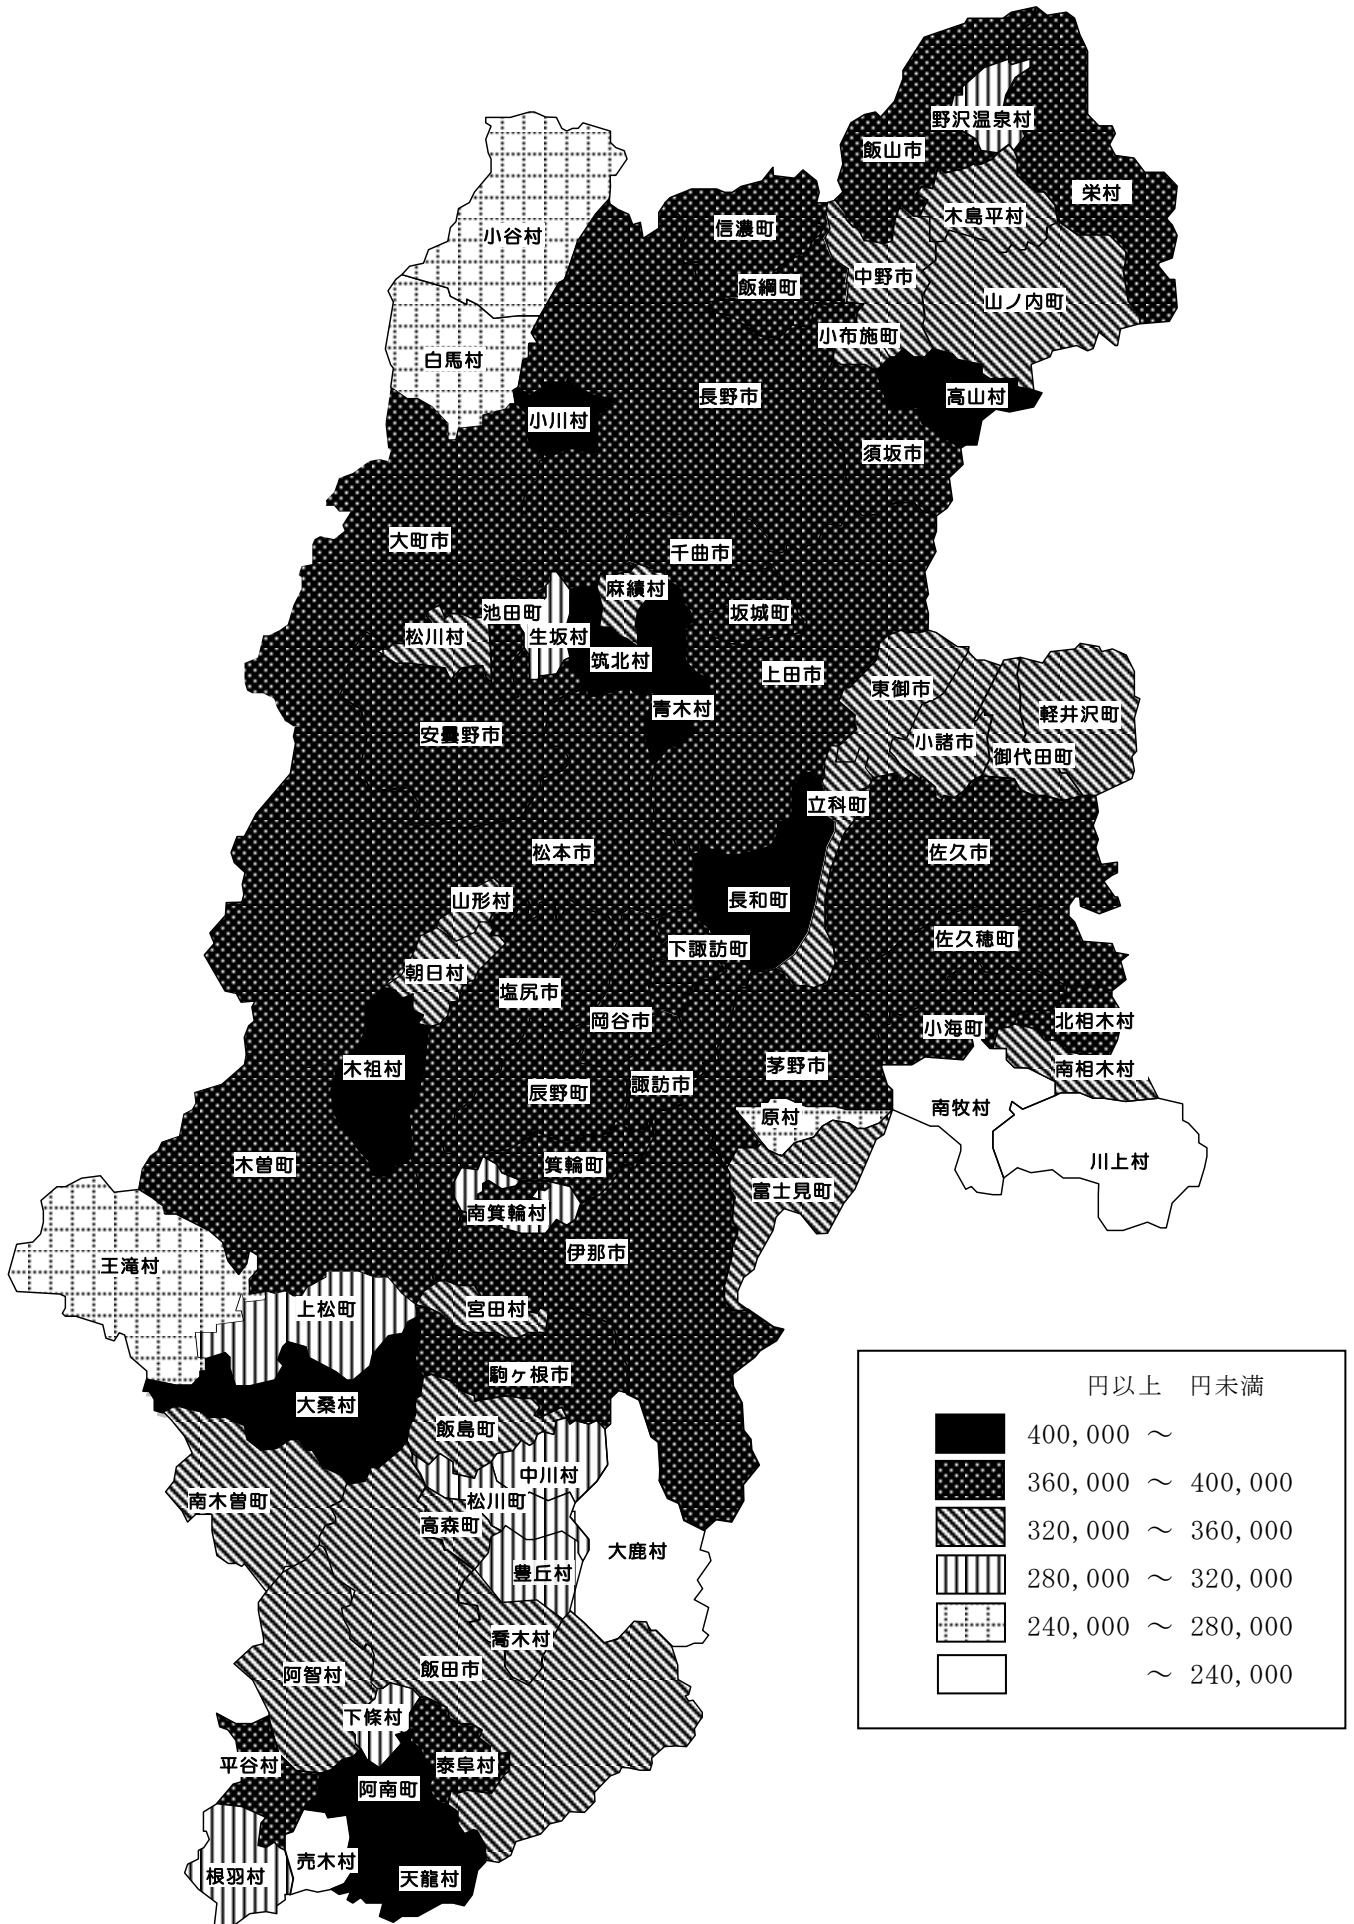 野沢温泉村
飯山市
栄村
木島平村
小谷村
信濃町
中野市
飯綱町
山ノ内町
小布施町
白馬村
長野市
高山村
小川村
須坂市
大町市
千曲市
麻績村
池田町
坂城町
松川村
生坂村
筑北村
上田市
東御市
青木村
軽井沢町
安曇野市
小諸市
御代田町
立科町
松本市
佐久市
山形村
長和町
佐久穂町
下諏訪町
朝日村
塩尻市
岡谷市
小海町
北相木村
木祖村
茅野市
南相木村
諏訪市
辰野町
原村
南牧村
木曽町
箕輪町
川上村
富士見町
南箕輪村
伊那市
王滝村
上松町
宮田村
駒ヶ根市
大桑村
飯島町
中川村
南木曽町
松川町
高森町
大鹿村
豊丘村
喬木村
阿智村
飯田市
下條村
平谷村
泰阜村
阿南町
売木村
根羽村
天龍村
円以上 円未満
400,000 ～
360,000 ～ 400,000
320,000 ～ 360,000
280,000 ～ 320,000
240,000 ～ 280,000
～ 240,000